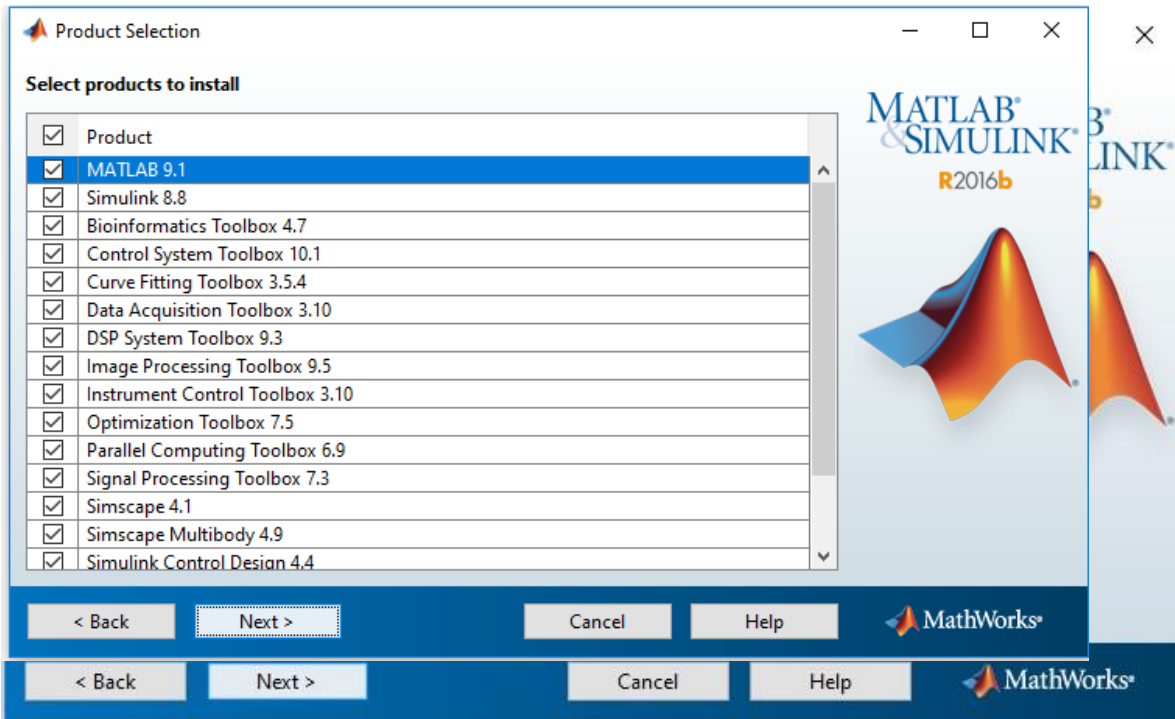 Product Selection
Select products to install
Product
MATLAB 9.1
Simulink 8.8
Bioinformatics Toolbox 4.7
Control System Toolbox 10.1
Curve Fitting Toolbox 3.5.4
Data Acquisition Toolbox 3.10
DSP System Toolbox 9.3
Image Processing Toolbox 9.5
Instrument Control Toolbox 3.10
Optimization Toolbox 7.5
Parallel Computing Toolbox 6.9
Signal Processing Toolbox 7.3
Simscape 4.1
Simscape Multibody 4.9
Simulink Control Design 4.4
MATLAB®
&SIMULINK®
R2016b
B®
LINK®
b
< Back Next > Cancel Help MathWorks®
< Back Next > Cancel Help MathWorks®